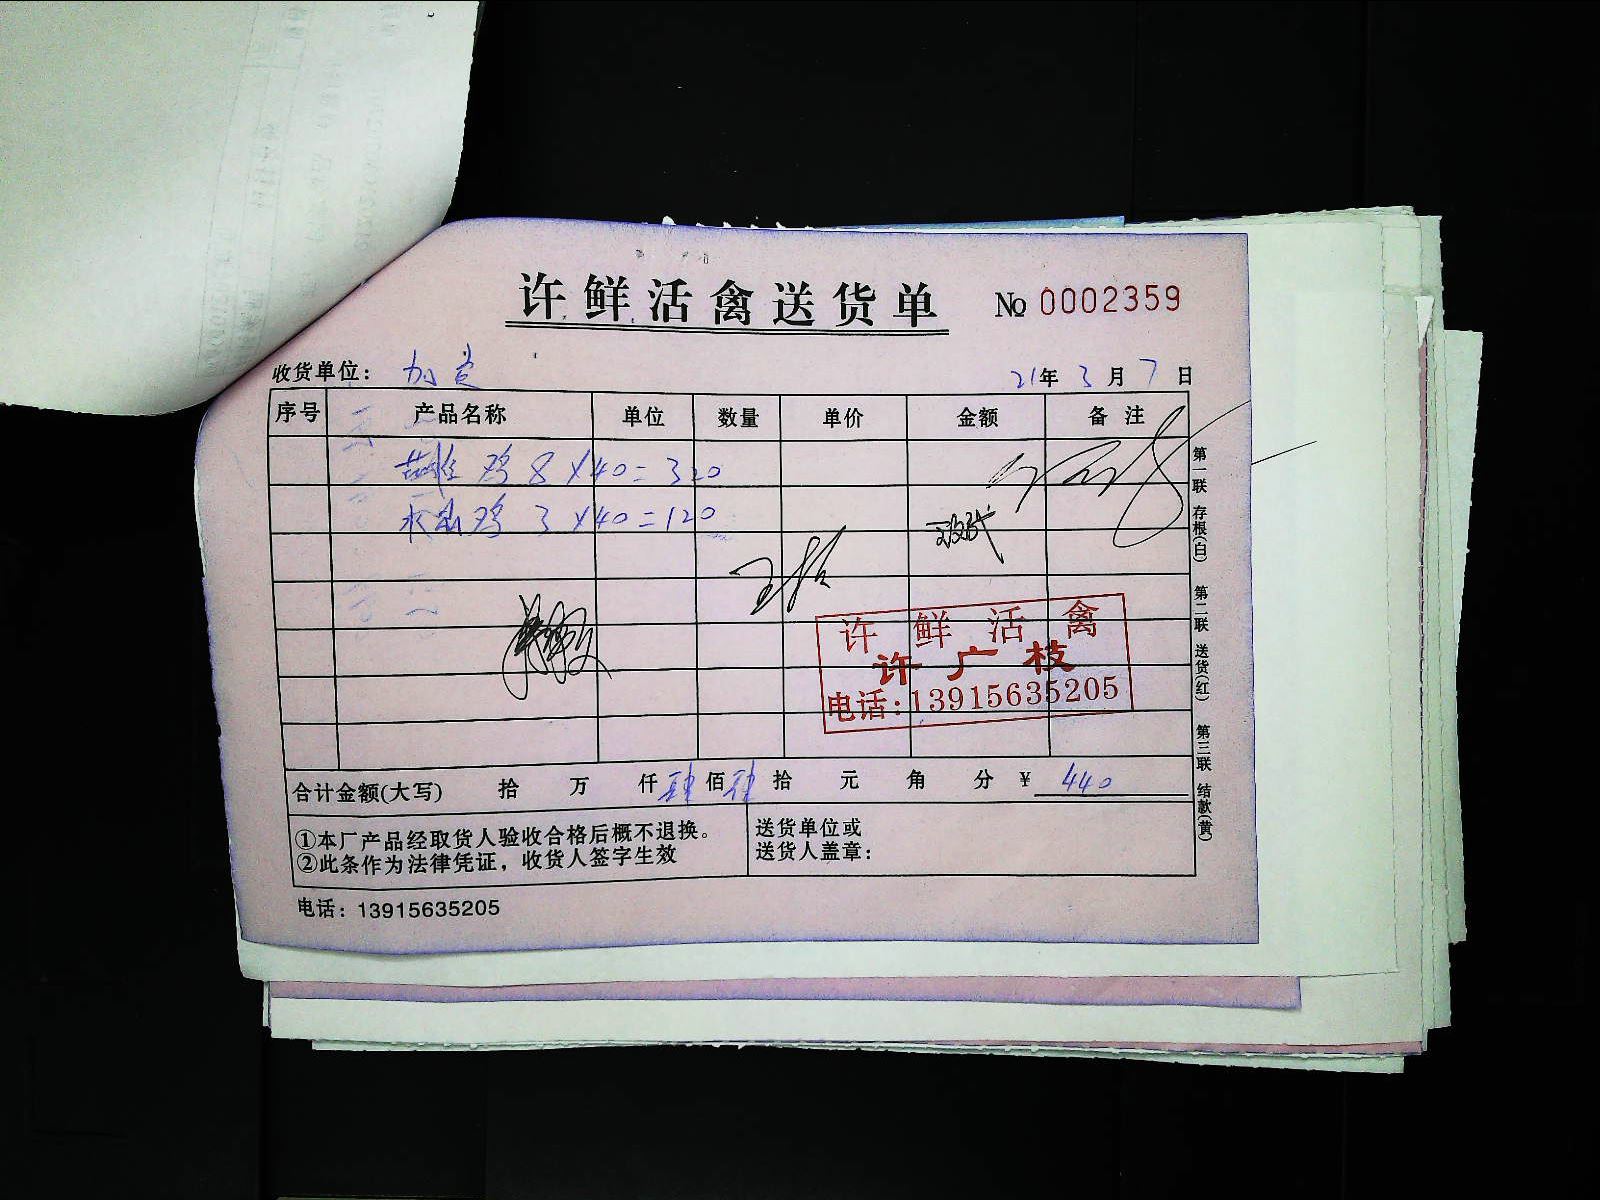 许鲜活禽送货单 No 0002359
收货单位： 加尝 21年 3月 7日
序号 产品名称 单位 数量 单价 金额 备注
鸡 8×40=320
鸡 3×40=120
许鲜活禽
许广枝
电话:13915635205
合计金额(大写) 拾 万 仟 肆 佰 肆 拾 元 角 分 ¥ 440
①本厂产品经取货人验收合格后概不退换。
②此条作为法律凭证，收货人签字生效
送货单位或
送货人盖章：
电话：13915635205
第一联 存根(白) 第二联 送货(红) 第三联 结款(黄)